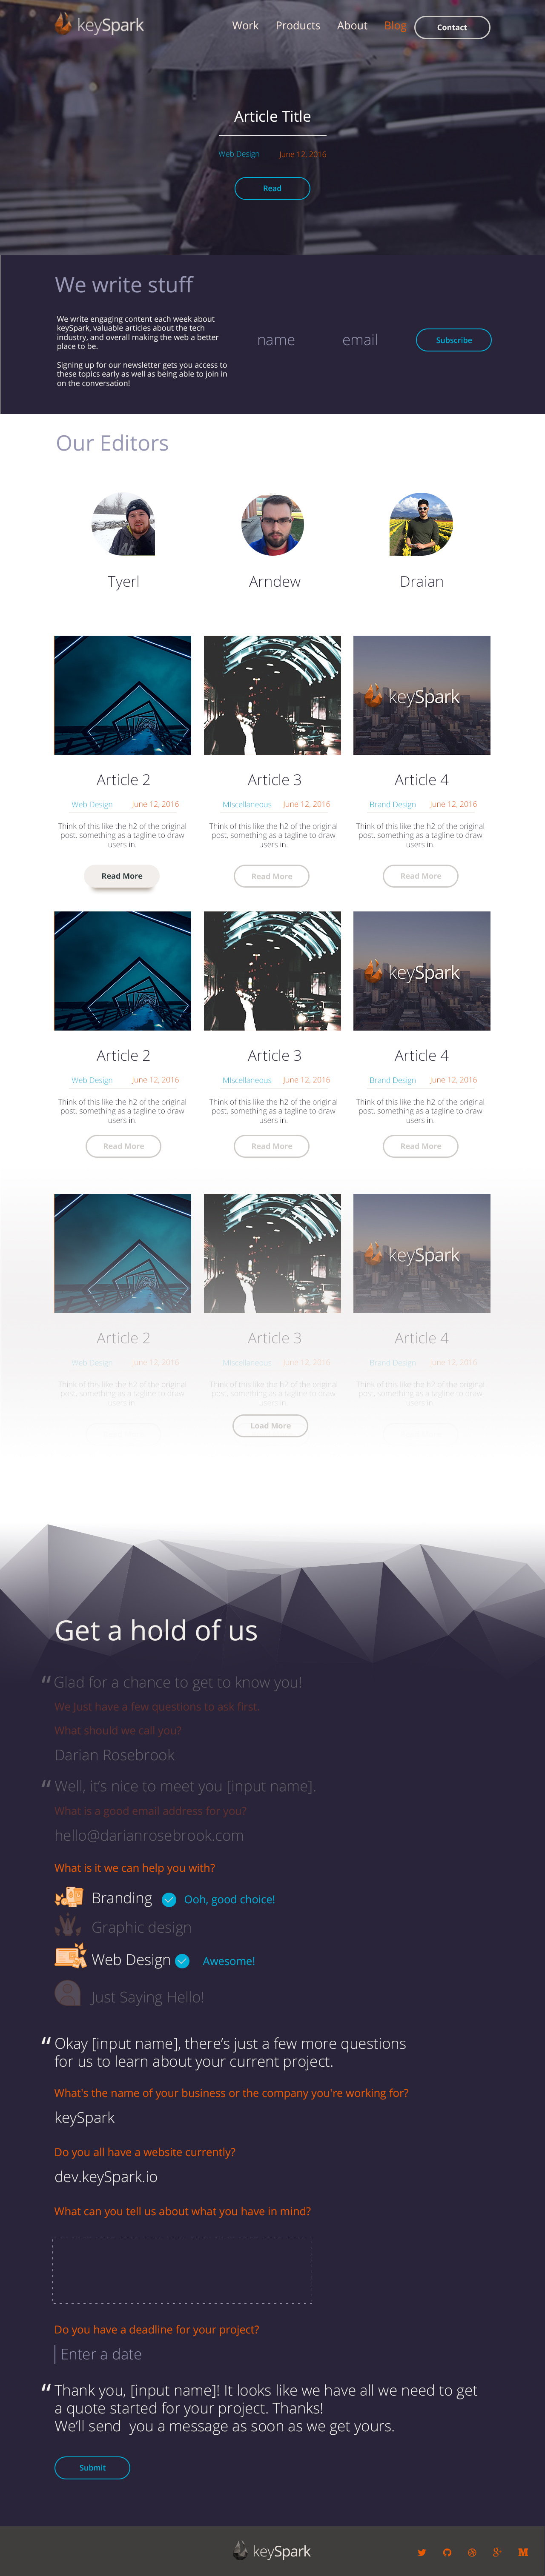 keySpark
Work Products About Blog Contact
Article Title
Web Design June 12, 2016
Read
We write stuff
We write engaging content each week about
keySpark, valuable articles about the tech
industry, and overall making the web a better
place to be.
Signing up for our newsletter gets you access to
these topics early as well as being able to join in
on the conversation!
name email Subscribe
Our Editors
Tyerl Arndew Draian
keySpark
Article 2
Web Design June 12, 2016
Think of this like the h2 of the original
post, something as a tagline to draw
users in.
Read More
Article 3
Miscellaneous June 12, 2016
Think of this like the h2 of the original
post, something as a tagline to draw
users in.
Read More
Article 4
Brand Design June 12, 2016
Think of this like the h2 of the original
post, something as a tagline to draw
users in.
Read More
keySpark
Article 2
Web Design June 12, 2016
Think of this like the h2 of the original
post, something as a tagline to draw
users in.
Read More
Article 3
Miscellaneous June 12, 2016
Think of this like the h2 of the original
post, something as a tagline to draw
users in.
Read More
Article 4
Brand Design June 12, 2016
Think of this like the h2 of the original
post, something as a tagline to draw
users in.
Read More
keySpark
Article 2
Web Design June 12, 2016
Think of this like the h2 of the original
post, something as a tagline to draw
users in.
Article 3
Miscellaneous June 12, 2016
Think of this like the h2 of the original
post, something as a tagline to draw
users in.
Article 4
Brand Design June 12, 2016
Think of this like the h2 of the original
post, something as a tagline to draw
users in.
Load More
Get a hold of us
“ Glad for a chance to get to know you!
We just have a few questions to ask first.
What should we call you?
Darian Rosebrook
“ Well, it's nice to meet you [input name].
What is a good email address for you?
hello@darianrosebrook.com
What is it we can help you with?
Branding Ooh, good choice!
Graphic design
Web Design Awesome!
Just Saying Hello!
“ Okay [input name], there's just a few more questions
for us to learn about your current project.
What's the name of your business or the company you're working for?
keySpark
Do you all have a website currently?
dev.keySpark.io
What can you tell us about what you have in mind?
Do you have a deadline for your project?
Enter a date
“ Thank you, [input name]! It looks like we have all we need to get
a quote started for your project. Thanks!
We'll send you a message as soon as we get yours.
Submit
keySpark